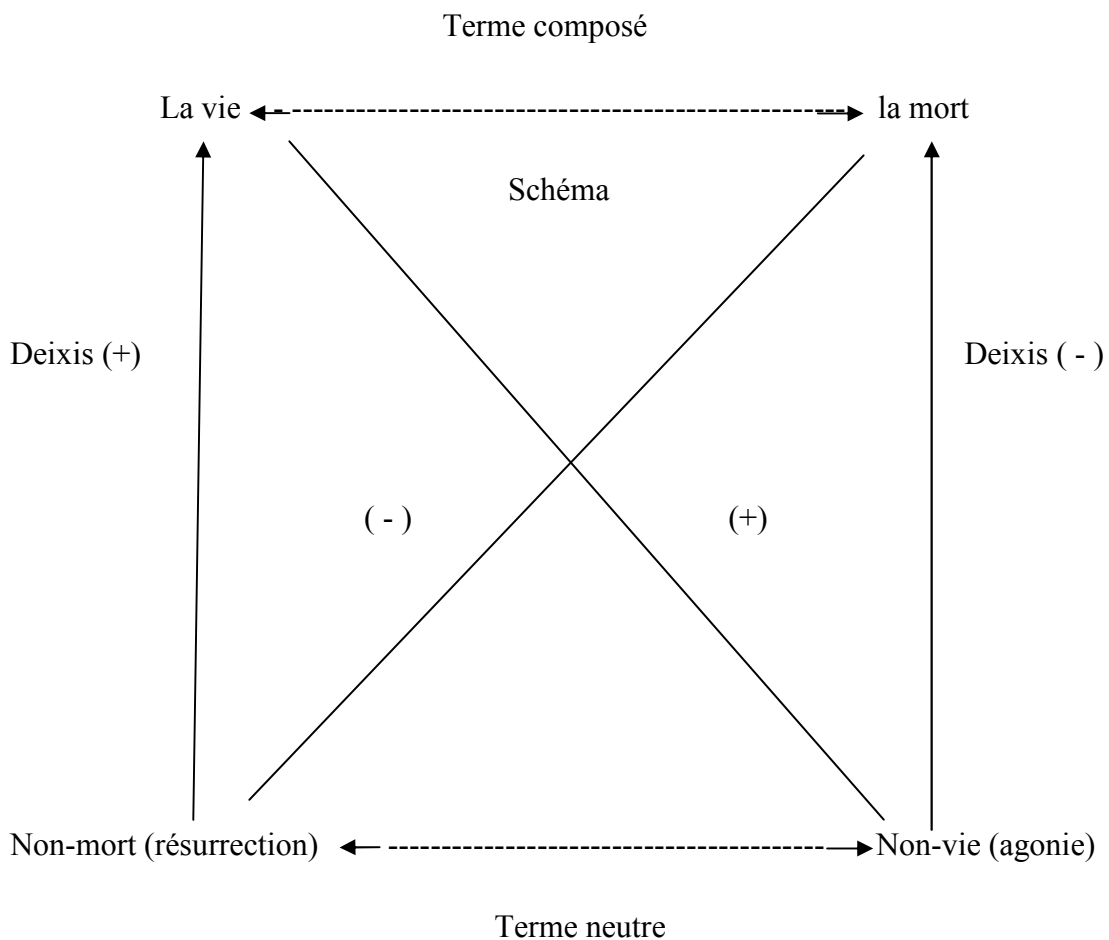 Terme composé
La vie
la mort
Schéma
Deixis (+)
Deixis ( - )
( - )
(+)
Non-mort (résurrection)
Non-vie (agonie)
Terme neutre